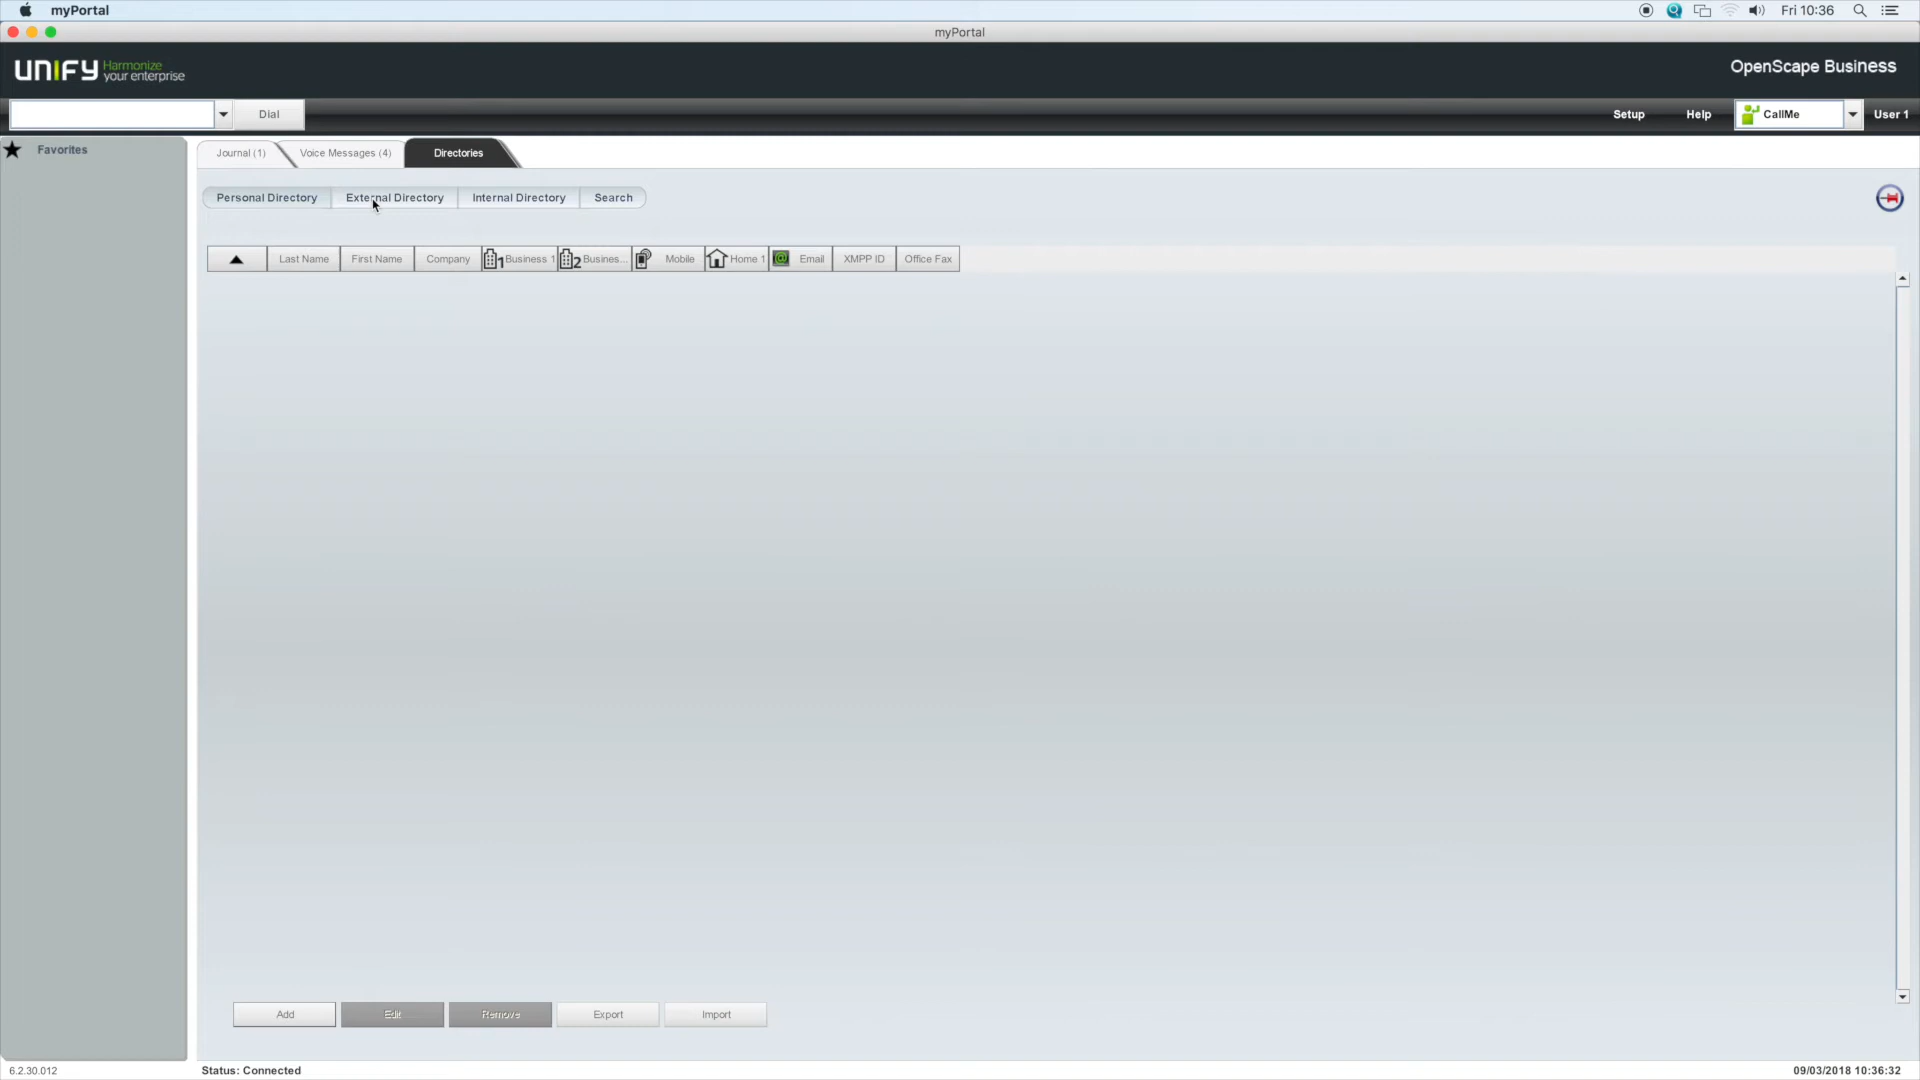 myPortal
Fri 10:36
myPortal
UNIFY Harmonize your enterprise
OpenScape Business
Dial
Setup
Help
CallMe
User 1
Favorites
Journal (1)
Voice Messages (4)
Directories
Personal Directory
External Directory
Internal Directory
Search
Last Name
First Name
Company
1 Business 1
2 Busines...
Mobile
Home 1
@ Email
XMPP ID
Office Fax
Add
Edit
Remove
Export
Import
6.2.30.012
Status: Connected
09/03/2018 10:36:32